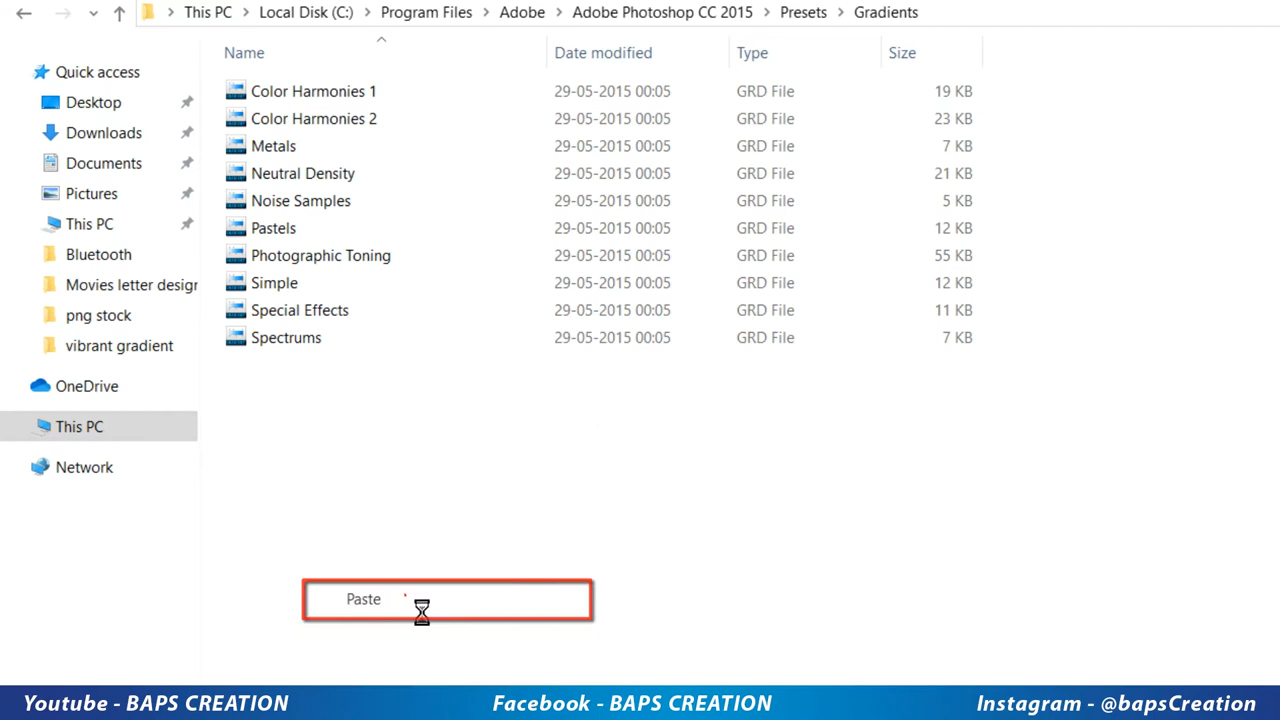 This PC > Local Disk (C:) > Program Files > Adobe > Adobe Photoshop CC 2015 > Presets > Gradients
Name Date modified Type Size
Quick access
Desktop
Downloads
Documents
Pictures
This PC
Bluetooth
Movies letter design
png stock
vibrant gradient
OneDrive
This PC
Network
Color Harmonies 1 29-05-2015 00:05 GRD File 19 KB
Color Harmonies 2 29-05-2015 00:05 GRD File 23 KB
Metals 29-05-2015 00:05 GRD File 7 KB
Neutral Density 29-05-2015 00:05 GRD File 21 KB
Noise Samples 29-05-2015 00:05 GRD File 5 KB
Pastels 29-05-2015 00:05 GRD File 12 KB
Photographic Toning 29-05-2015 00:05 GRD File 55 KB
Simple 29-05-2015 00:05 GRD File 12 KB
Special Effects 29-05-2015 00:05 GRD File 11 KB
Spectrums 29-05-2015 00:05 GRD File 7 KB
Paste
Youtube - BAPS CREATION Facebook - BAPS CREATION Instagram - @bapsCreation